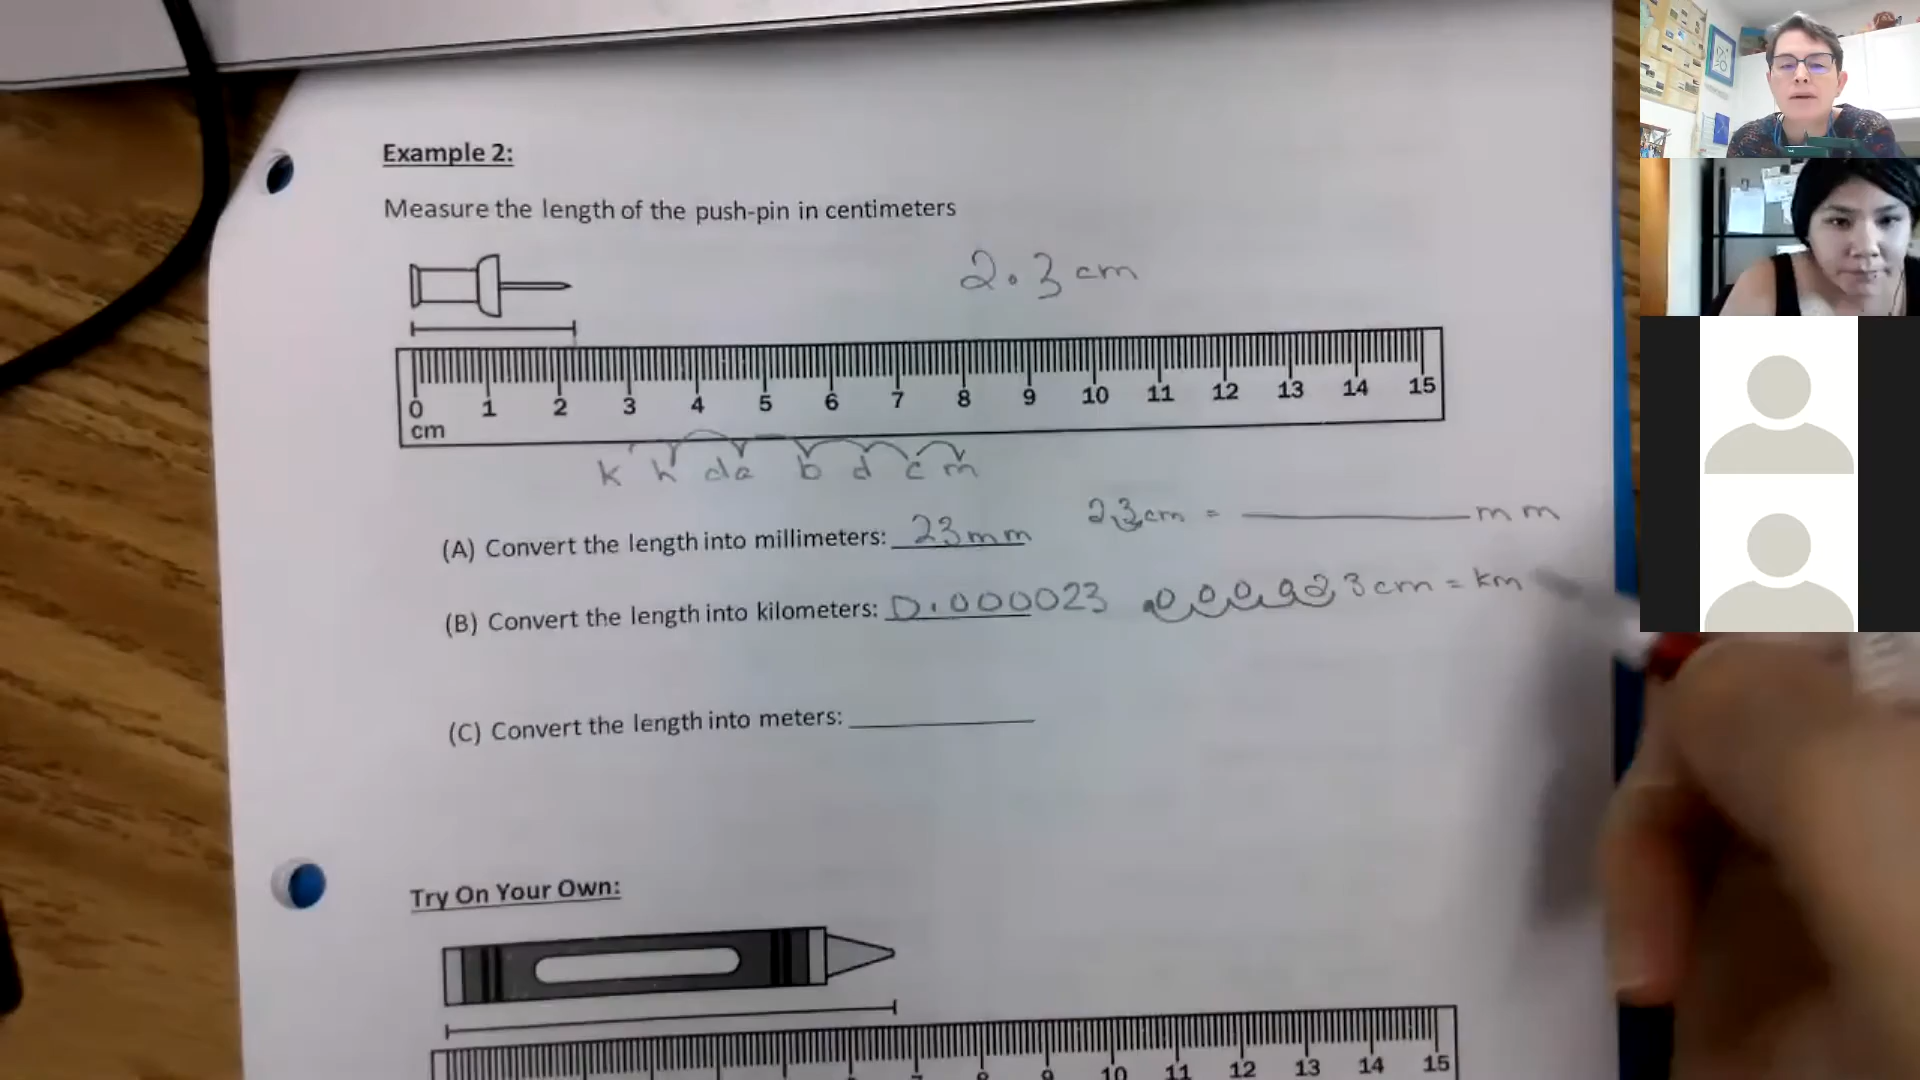 Example 2:
Measure the length of the push-pin in centimeters
2.3 cm
0 1 2 3 4 5 6 7 8 9 10 11 12 13 14 15
cm
k h da b d c m
(A) Convert the length into millimeters: 23mm 2.3cm = mm
(B) Convert the length into kilometers: 0.000023 .000023cm = km
(C) Convert the length into meters:
Try On Your Own:
9 10 11 12 13 14 15